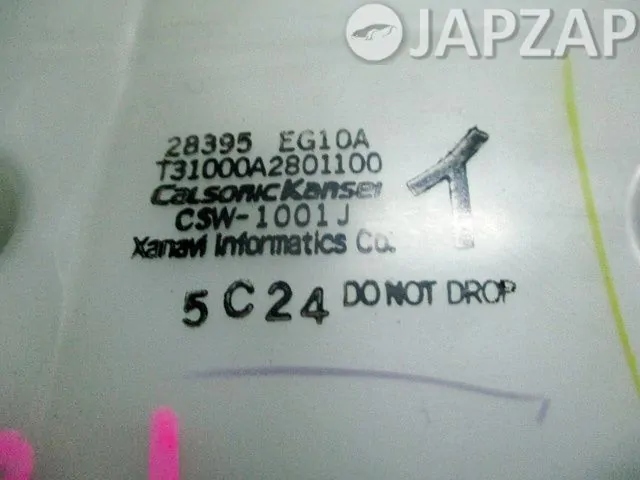 JAPZAP
28395 EG10A
T31000A2801100
CalsonicKansei
CSW-1001J
Xanavi Informatics Co.
5C24 DO NOT DROP